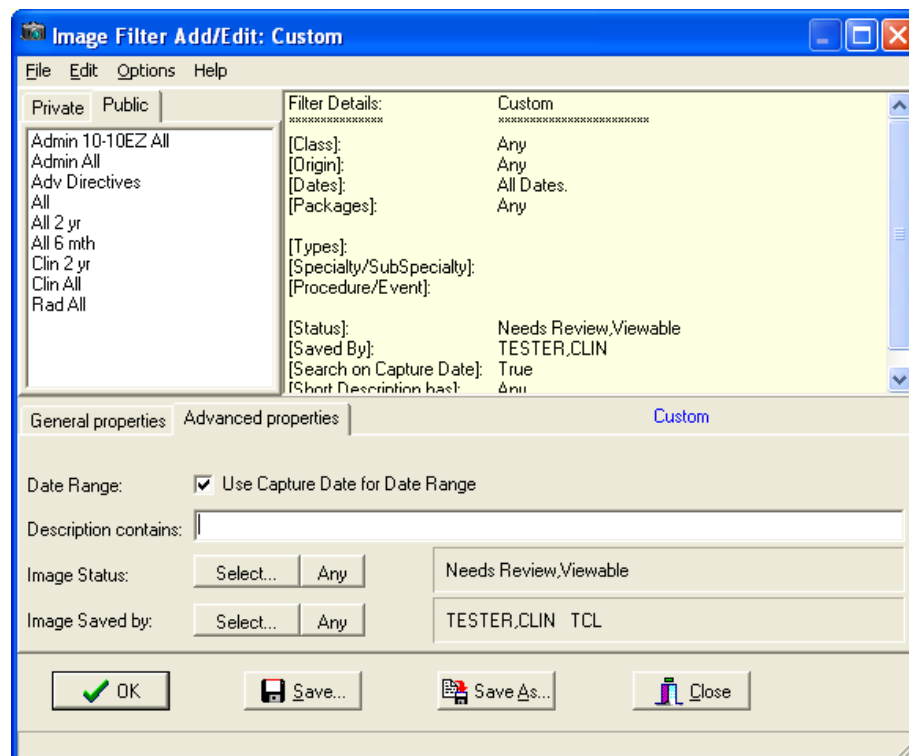 Image Filter Add/Edit: Custom
File Edit Options Help
Private Public
Admin 10-10EZ All
Admin All
Adv Directives
All
All 2 yr
All 6 mth
Clin 2 yr
Clin All
Rad All
Filter Details: Custom
*************** *************************
[Class]: Any
[Origin]: Any
[Dates]: All Dates.
[Packages]: Any
[Types]:
[Specialty/SubSpecialty]:
[Procedure/Event]:
[Status]: Needs Review,Viewable
[Saved By]: TESTER,CLIN
[Search on Capture Date]: True
[Short Description has]: Any
General properties Advanced properties Custom
Date Range: Use Capture Date for Date Range
Description contains:
Image Status: Select... Any Needs Review,Viewable
Image Saved by: Select... Any TESTER,CLIN TCL
OK Save... Save As... Close